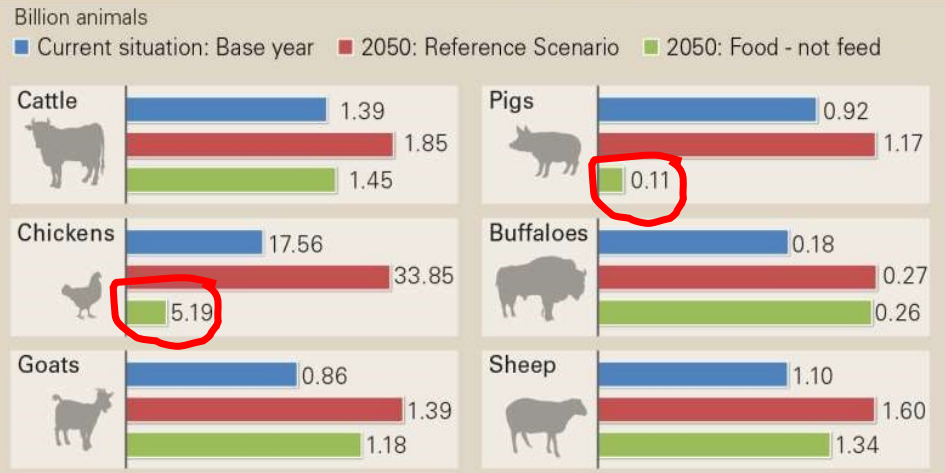 Billion animals
Current situation: Base year 2050: Reference Scenario 2050: Food - not feed
Cattle
1.39
1.85
1.45
Pigs
0.92
1.17
0.11
Chickens
17.56
33.85
5.19
Buffaloes
0.18
0.27
0.26
Goats
0.86
1.39
1.18
Sheep
1.10
1.60
1.34